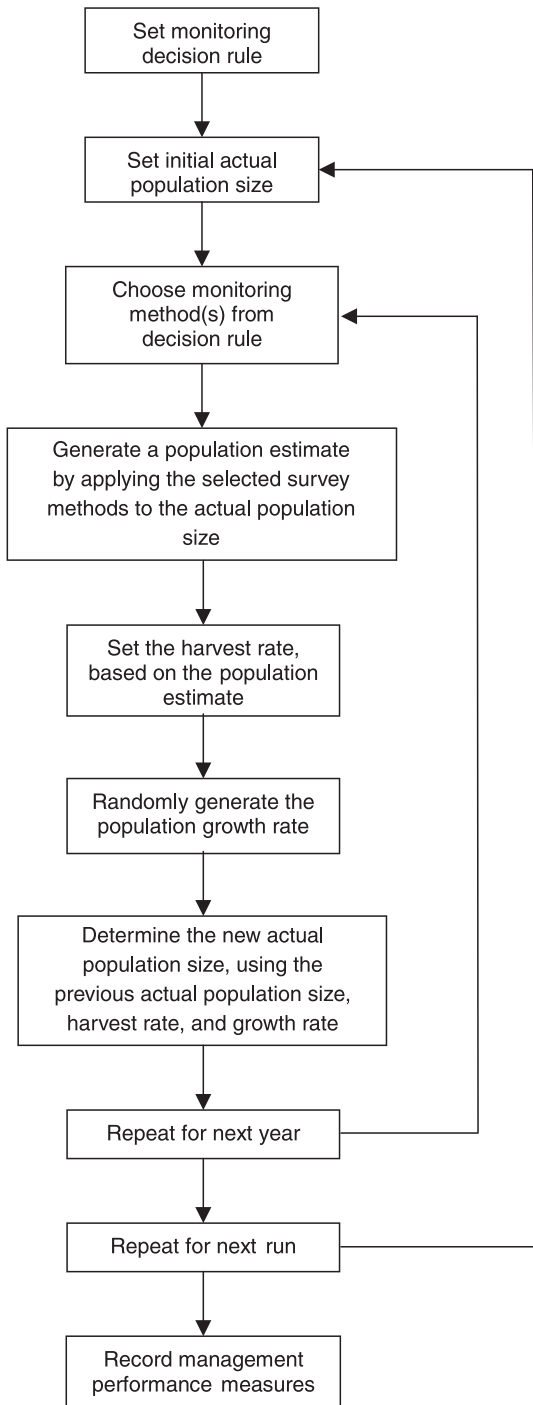 Set monitoring
decision rule
Set initial actual
population size
Choose monitoring
method(s) from
decision rule
Generate a population estimate
by applying the selected survey
methods to the actual population
size
Set the harvest rate,
based on the population
estimate
Randomly generate the
population growth rate
Determine the new actual
population size, using the
previous actual population size,
harvest rate, and growth rate
Repeat for next year
Repeat for next run
Record management
performance measures